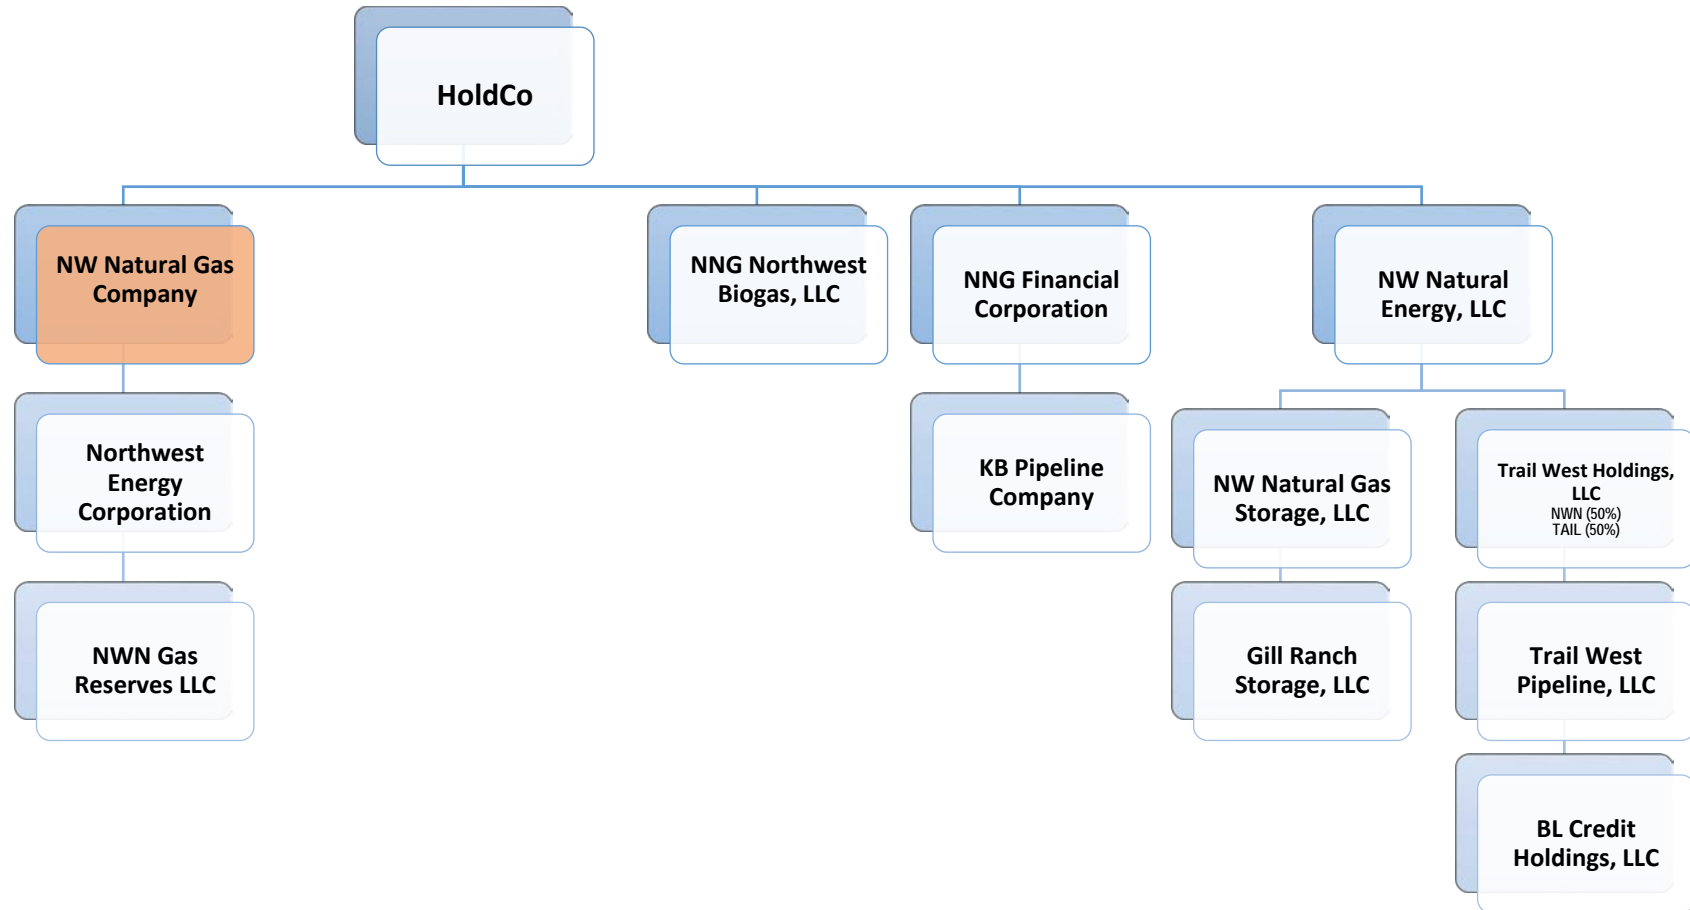 HoldCo
NW Natural Gas
Company
NNG Northwest
Biogas, LLC
NNG Financial
Corporation
NW Natural
Energy, LLC
Northwest
Energy
Corporation
KB Pipeline
Company
NW Natural Gas
Storage, LLC
Trail West Holdings,
LLC
NWN (50%)
TAIL (50%)
NWN Gas
Reserves LLC
Gill Ranch
Storage, LLC
Trail West
Pipeline, LLC
BL Credit
Holdings, LLC